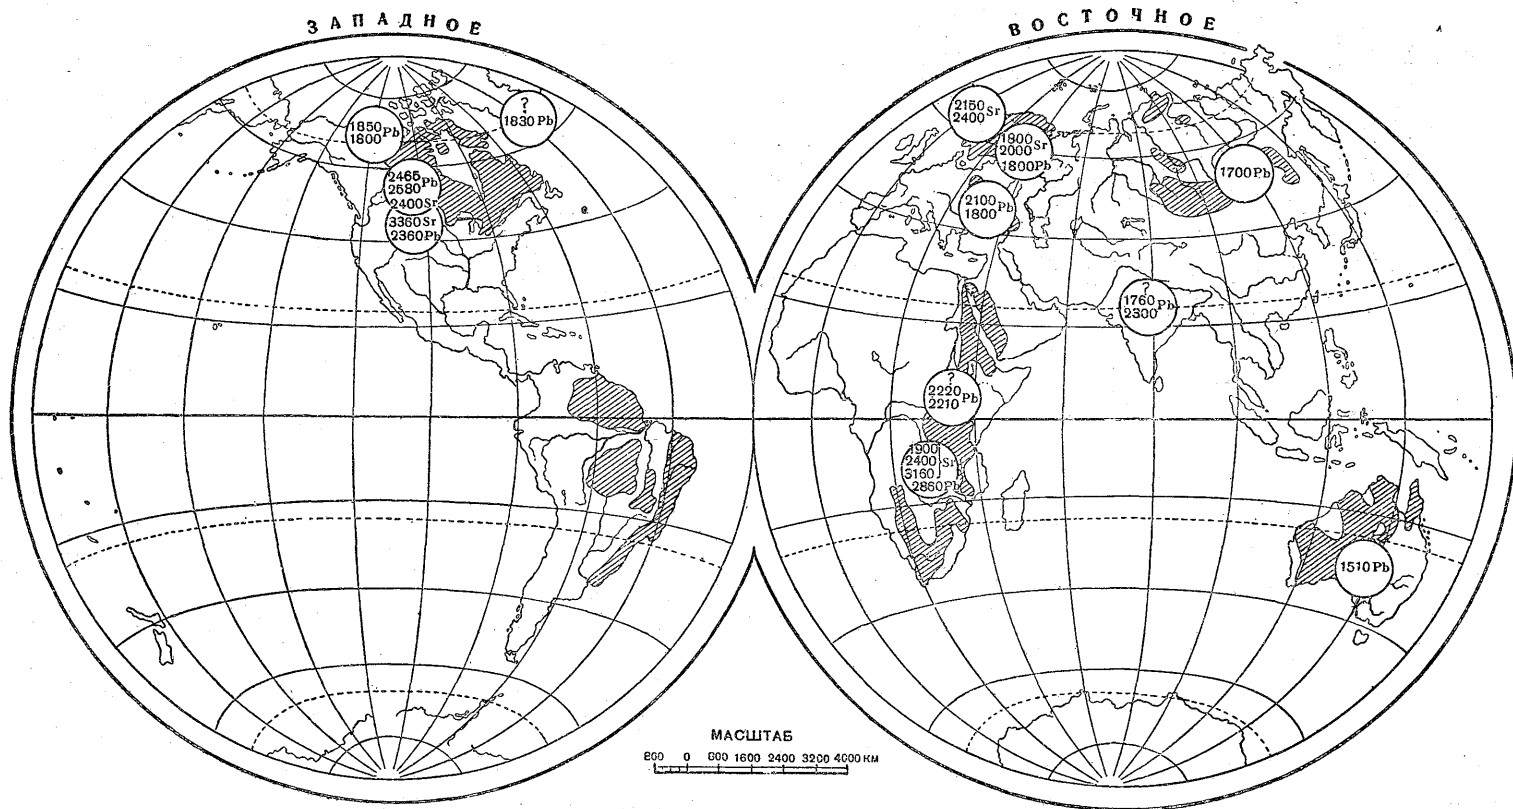 ЗАПАДНОЕ
ВОСТОЧНОЕ
1850 Pb
1800
?
1830 Pb
2465 Pb
2580
2400 Sr
3360 Sr
2360 Pb
2150 Sr
2400
1800 Sr
2000
1800 Pb
2100 Pb
1800
1700 Pb
?
1760 Pb
2300
?
2220 Pb
2210
1900
2400 Sr
3160
2860 Pb
1510 Pb
МАСШТАБ
800 0 800 1600 2400 3200 4000 КМ